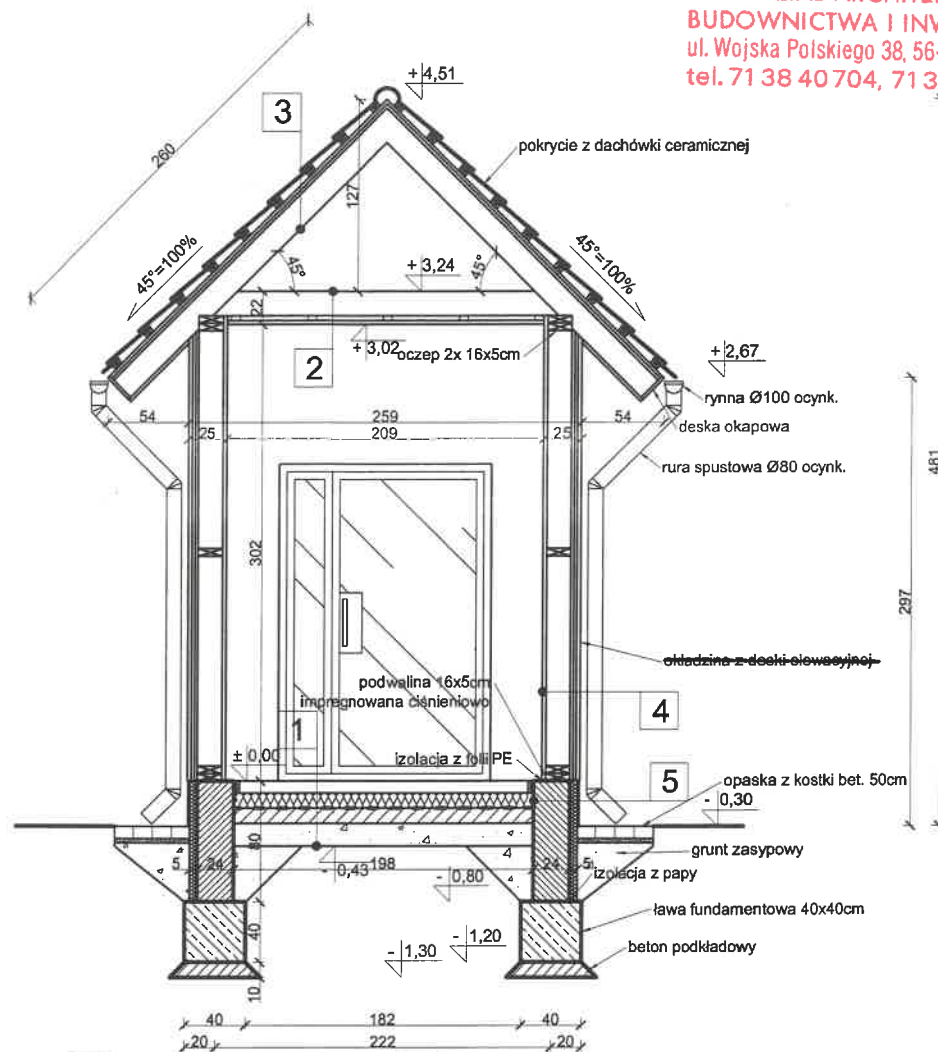 BUDOWNICTWA I INW
ul. Wojska Polskiego 38, 56-
tel. 71 38 40 704, 71 3
+ 4,51
3
260
pokrycie z dachówki ceramicznej
127
45°=100%
45°=100%
45°
45°
+ 3,24
22
+ 3,02
oczep 2x 16x5cm
2
+ 2,67
rynna Ø100 ocynk.
deska okapowa
54
259
54
25
209
25
rura spustowa Ø80 ocynk.
481
302
297
okładzina z deski elewacyjnej
podwalina 16x5cm
impregnowana ciśnieniowo
4
1
± 0,00
izolacja z folii PE
5
opaska z kostki bet. 50cm
- 0,30
80
grunt zasypowy
5
24
198
24
5
- 0,43
- 0,80
izolacja z papy
ława fundamentowa 40x40cm
40
- 1,20
- 1,30
beton podkładowy
10
40
182
40
20
222
20